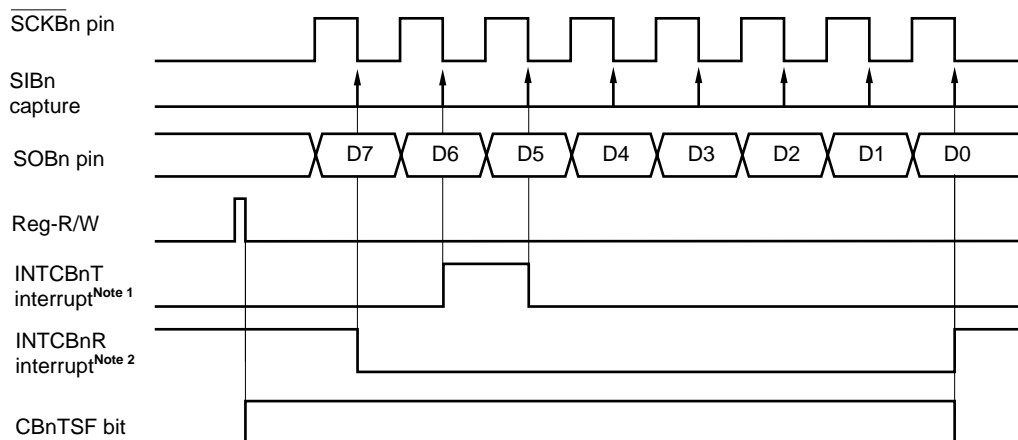 SCKBn pin
SIBn
capture
SOBn pin
D7 D6 D5 D4 D3 D2 D1 D0
Reg-R/W
INTCBnT
interruptNote 1
INTCBnR
interruptNote 2
CBnTSF bit